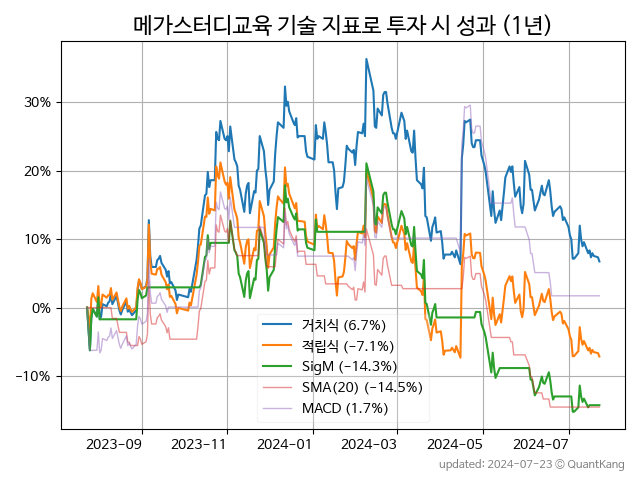 메가스터디교육 기술 지표로 투자 시 성과 (1년)
30%
20%
10%
0%
−10%
거치식 (6.7%)
적립식 (−7.1%)
SigM (−14.3%)
SMA(20) (−14.5%)
MACD (1.7%)
2023-09
2023-11
2024-01
2024-03
2024-05
2024-07
updated: 2024-07-23 © QuantKang